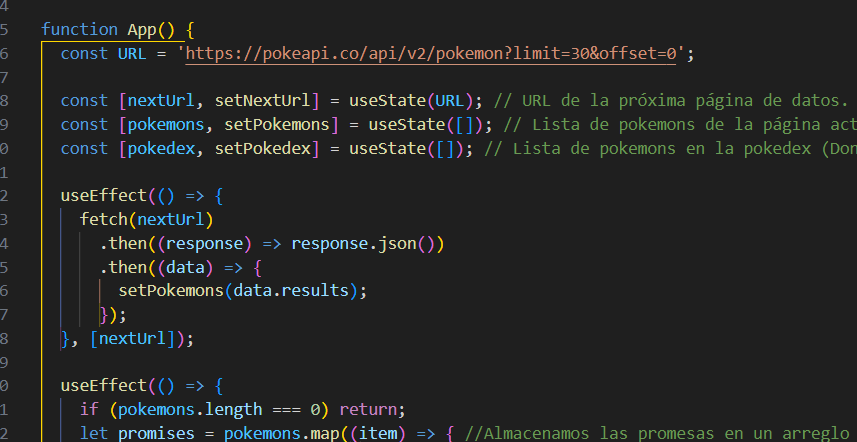 4
5 function App() {
6 const URL = 'https://pokeapi.co/api/v2/pokemon?limit=30&offset=0';
7
8 const [nextUrl, setNextUrl] = useState(URL); // URL de la próxima página de datos.
9 const [pokemons, setPokemons] = useState([]); // Lista de pokemons de la página act
0 const [pokedex, setPokedex] = useState([]); // Lista de pokemons en la pokedex (Don
1
2 useEffect(() => {
3 fetch(nextUrl)
4 .then((response) => response.json())
5 .then((data) => {
6 setPokemons(data.results);
7 });
8 }, [nextUrl]);
9
0 useEffect(() => {
1 if (pokemons.length === 0) return;
2 let promises = pokemons.map((item) => { //Almacenamos las promesas en un arreglo